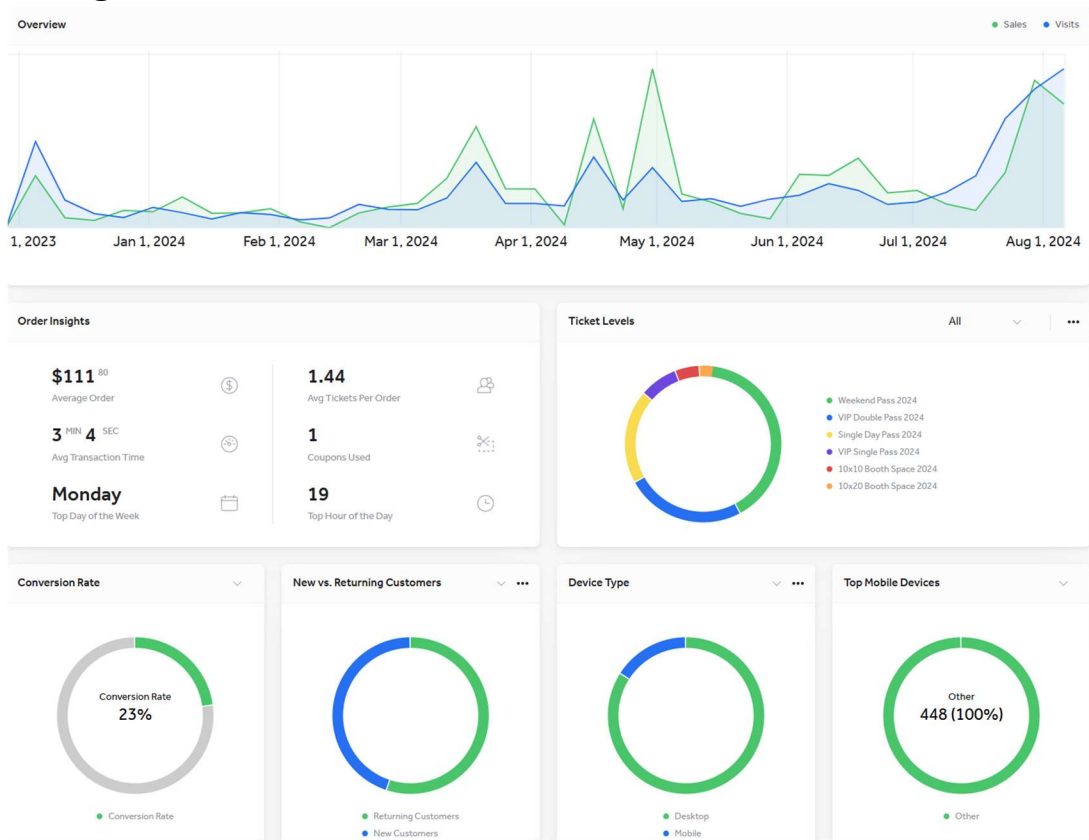 Overview
Sales
Visits
1, 2023 Jan 1, 2024 Feb 1, 2024 Mar 1, 2024 Apr 1, 2024 May 1, 2024 Jun 1, 2024 Jul 1, 2024 Aug 1, 2024
Order Insights
$111 80
Average Order
1.44
Avg Tickets Per Order
3 MIN 4 SEC
Avg Transaction Time
1
Coupons Used
Monday
Top Day of the Week
19
Top Hour of the Day
Ticket Levels
All
Weekend Pass 2024
VIP Double Pass 2024
Single Day Pass 2024
VIP Single Pass 2024
10x10 Booth Space 2024
10x20 Booth Space 2024
Conversion Rate
Conversion Rate
23%
Conversion Rate
New vs. Returning Customers
Returning Customers
New Customers
Device Type
Desktop
Mobile
Top Mobile Devices
Other
448 (100%)
Other